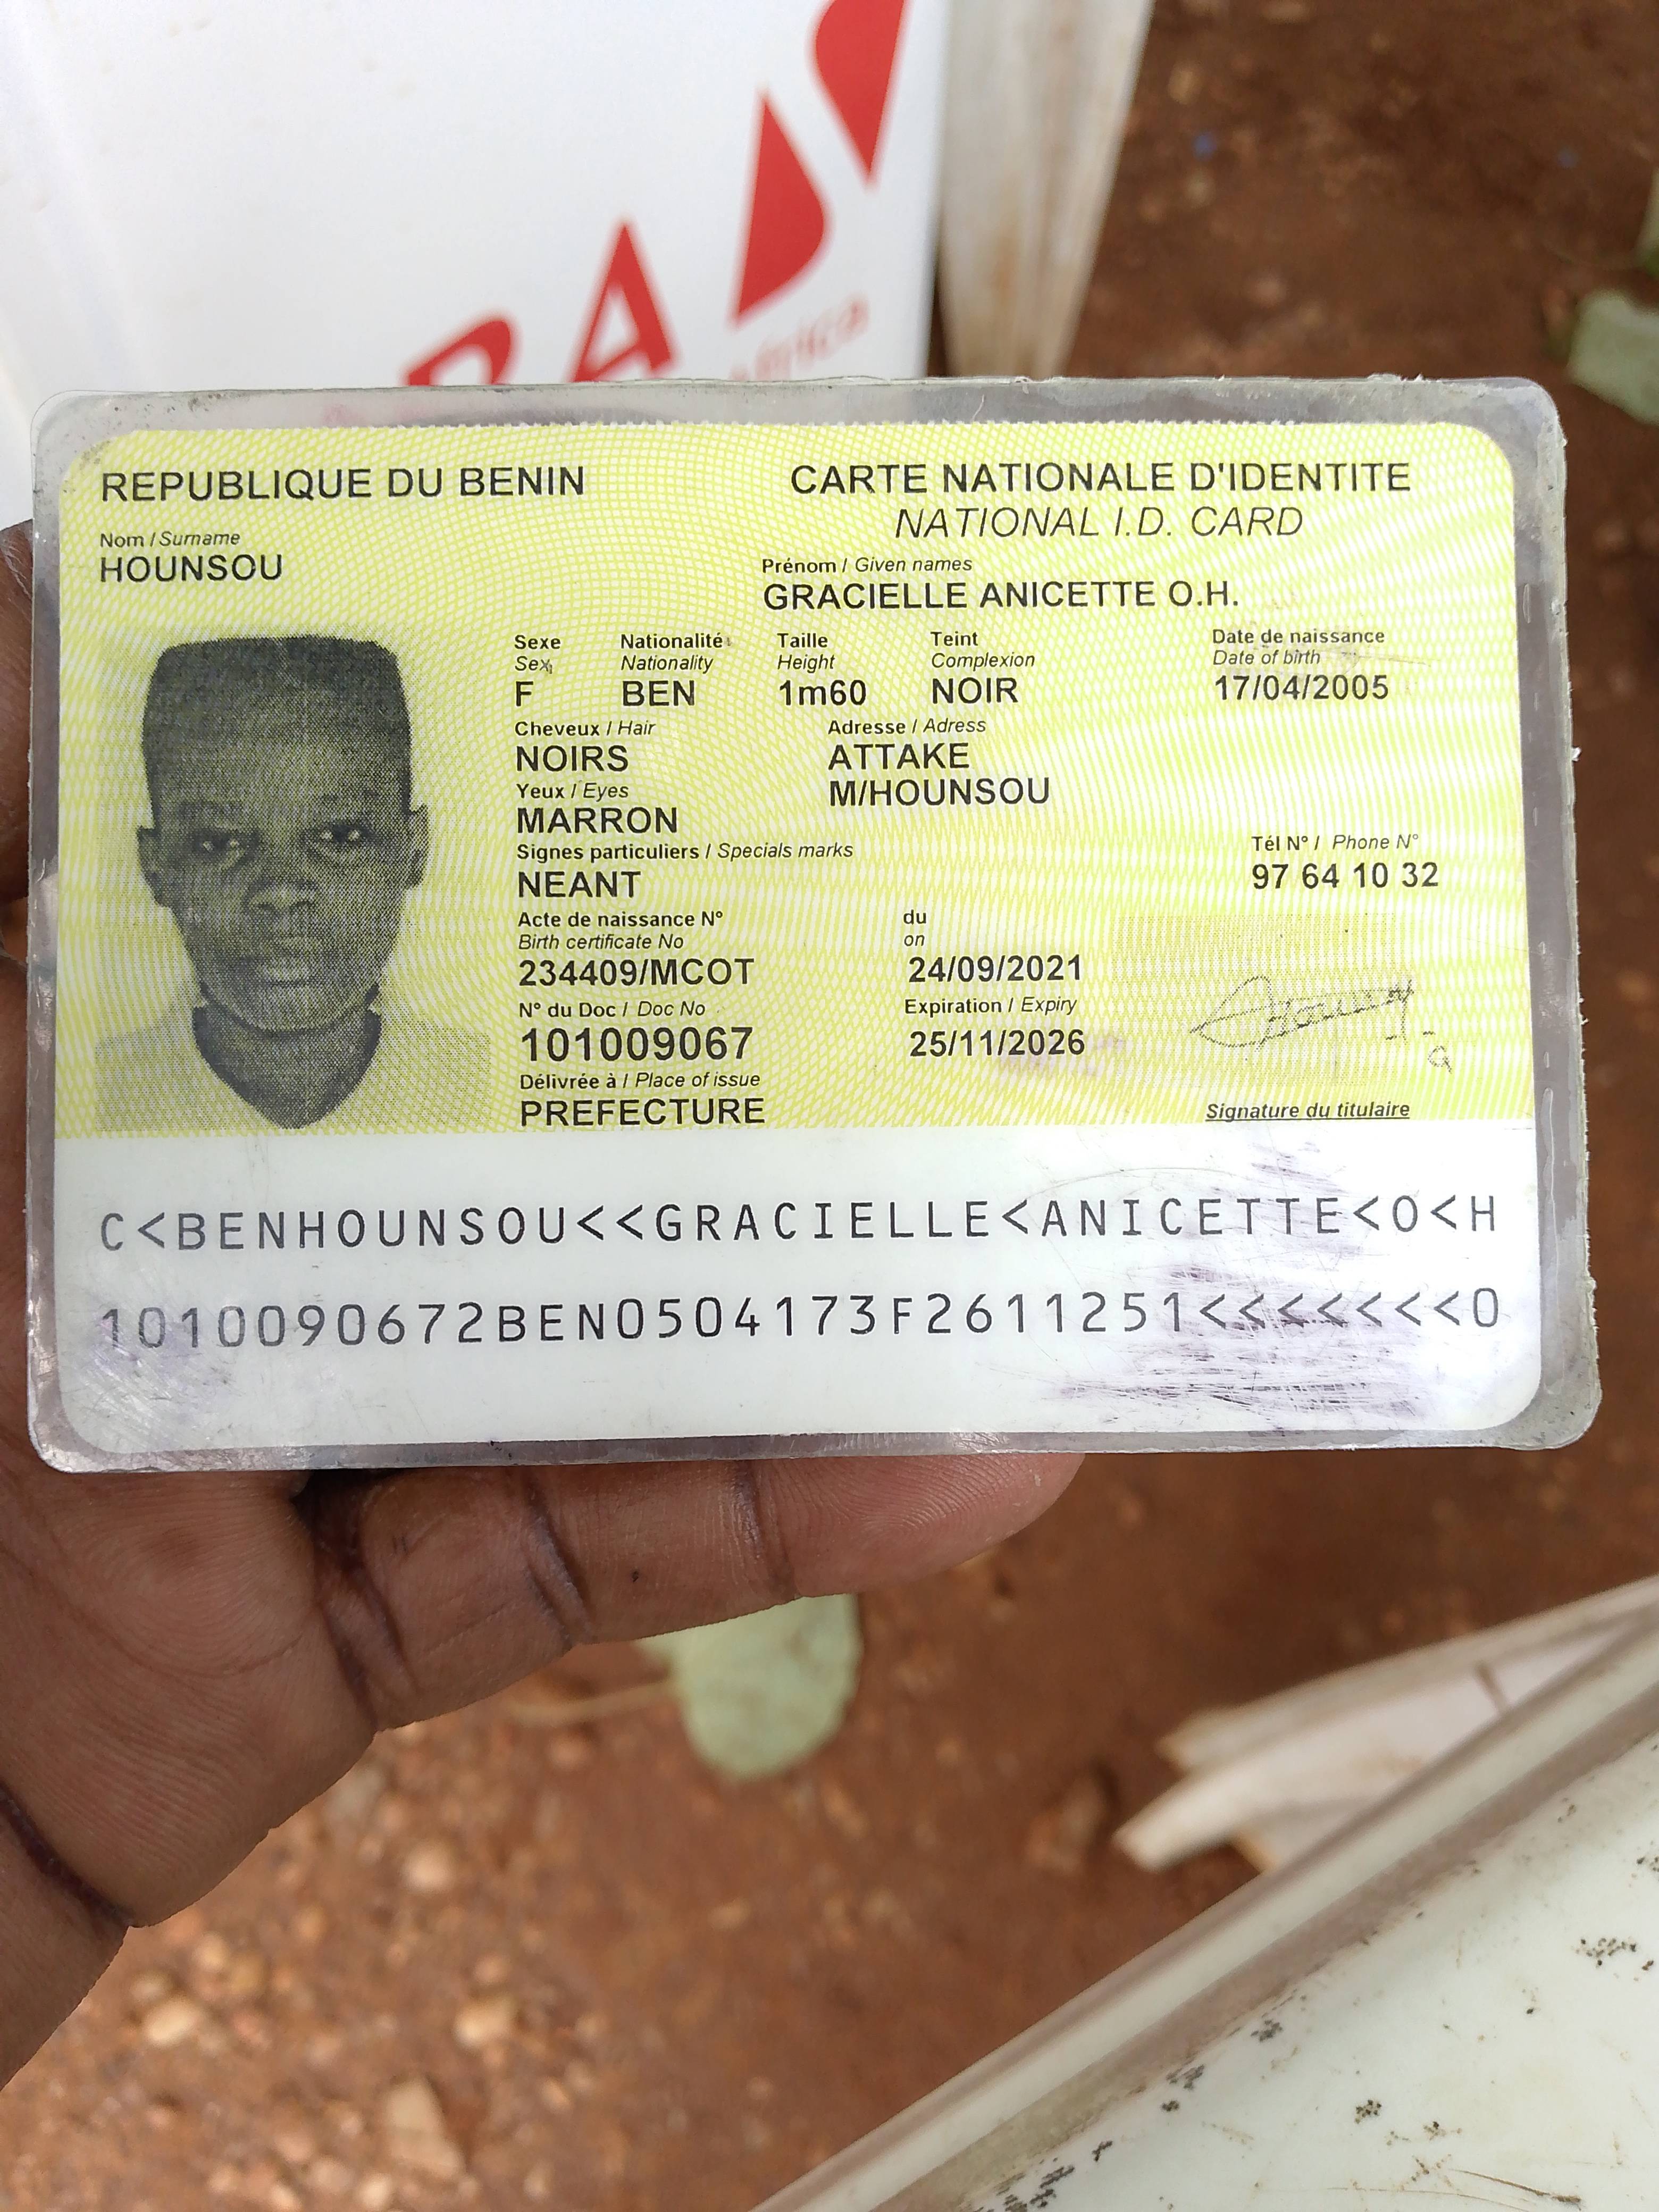 REPUBLIQUE DU BENIN
CARTE NATIONALE D'IDENTITE
NATIONAL I.D. CARD
Nom / Surname
HOUNSOU
Prénom / Given names
GRACIELLE ANICETTE O.H.
Sexe Nationalité Taille Teint Date de naissance
Sex Nationality Height Complexion Date of birth
F BEN 1m60 NOIR 17/04/2005
Cheveux / Hair Adresse / Adress
NOIRS ATTAKE
Yeux / Eyes M/HOUNSOU
MARRON
Signes particuliers / Specials marks Tél N° / Phone N°
NEANT 97 64 10 32
Acte de naissance N° du
Birth certificate No on
234409/MCOT 24/09/2021
N° du Doc / Doc No Expiration / Expiry
101009067 25/11/2026
Délivrée à / Place of issue
PREFECTURE Signature du titulaire
C<BENHOUNSOU<<GRACIELLE<ANICETTE<O<H
1010090672BEN0504173F2611251<<<<<<<0